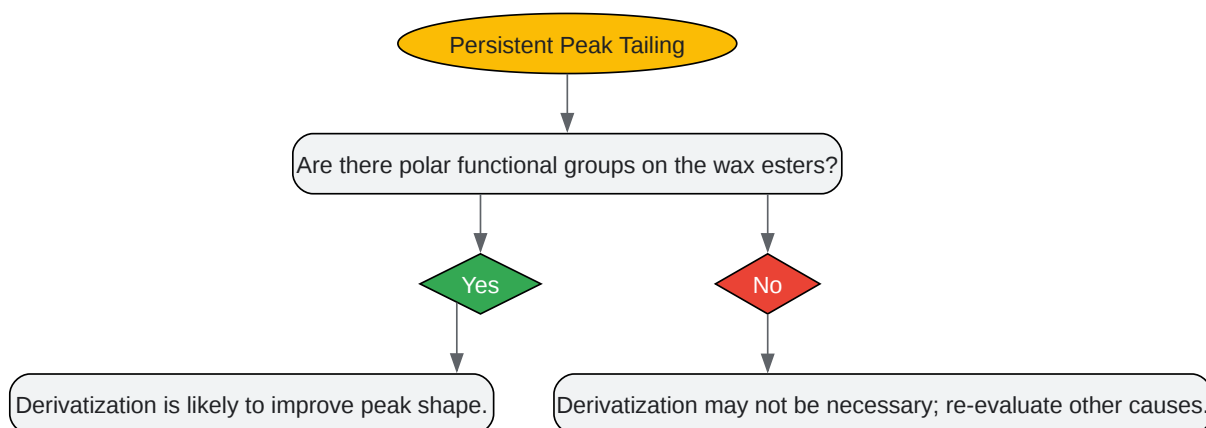 Persistent Peak Tailing
Are there polar functional groups on the wax esters?
Yes
No
Derivatization is likely to improve peak shape.
Derivatization may not be necessary; re-evaluate other causes.